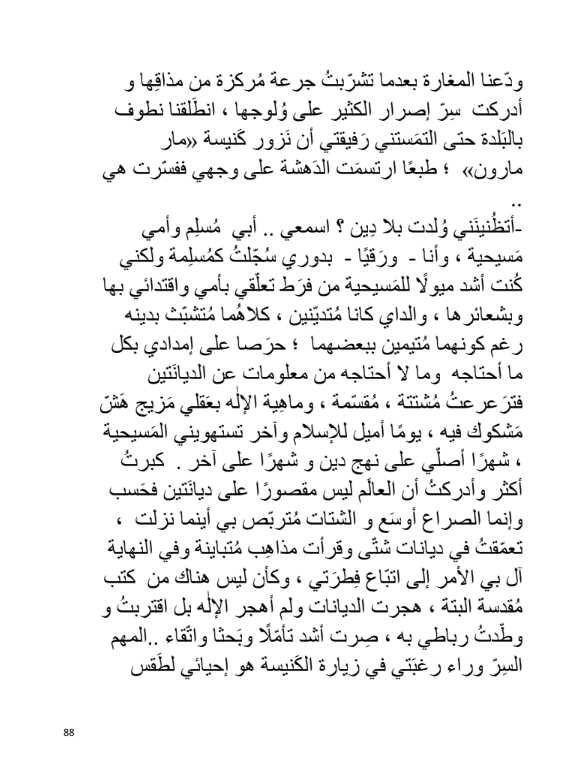 ودّعنا المغارة بعدما تشرّبتُ جرعة مُركزة من مذاقِها و
أدركت سِرّ إصرار الكثير على وُلوجها ، انطَلقنا نطوف
بالبَلدة حتى التمَستني رَفيقتي أن نَزور كَنيسة «مار
مارون» ؛ طبعًا ارتسمَت الدَهشة على وجهي ففسّرت هي
..
-أتظُنينَني وُلدت بلا دِين ؟ اسمعي .. أبي مُسلِم وأمي
مَسيحية ، وأنا - ورَقيًا - بدوري سُجّلتُ كمُسلِمة ولكني
كُنت أشد ميولًا للمَسيحية من فرَط تعلّقي بأمي واقتدائي بها
وبشعائرها ، والداي كانا مُتديّنين ، كلاهُما مُتشبّث بدينه
رغم كونهما مُتيمين ببعضهما ؛ حرَصا على إمدادي بكل
ما أحتاجه وما لا أحتاجه من معلومات عن الديانَتين
فترَعرعتُ مُشتتة ، مُقسّمة ، وماهِية الإلٰه بعَقلي مَزيج هَشّ
مَشكوك فيه ، يومًا أميل للإسلام وآخر تستهويني المَسيحية
، شهرًا أصلّي على نهج دين و شهرًا على آخر . كبرتُ
أكثر وأدركتُ أن العالَم ليس مقصورًا على ديانَتين فحَسب
وإنما الصراع أوسَع و الشتات مُتربّص بي أينما نزلت ،
تعمّقتُ في ديانات شتّى وقرأت مذاهِب مُتباينة وفي النهاية
آل بي الأمر إلى اتبّاع فِطرَتي ، وكأن ليس هناك من كتب
مُقدسة البتة ، هجرت الديانات ولم أهجر الإلٰه بل اقتربتُ و
وطّدتُ رباطي به ، صِرت أشد تأمّلًا وبَحثا واتّقاء ..المهم
السِرّ وراء رغبَتي في زيارة الكَنيسة هو إحيائي لطَقس
88